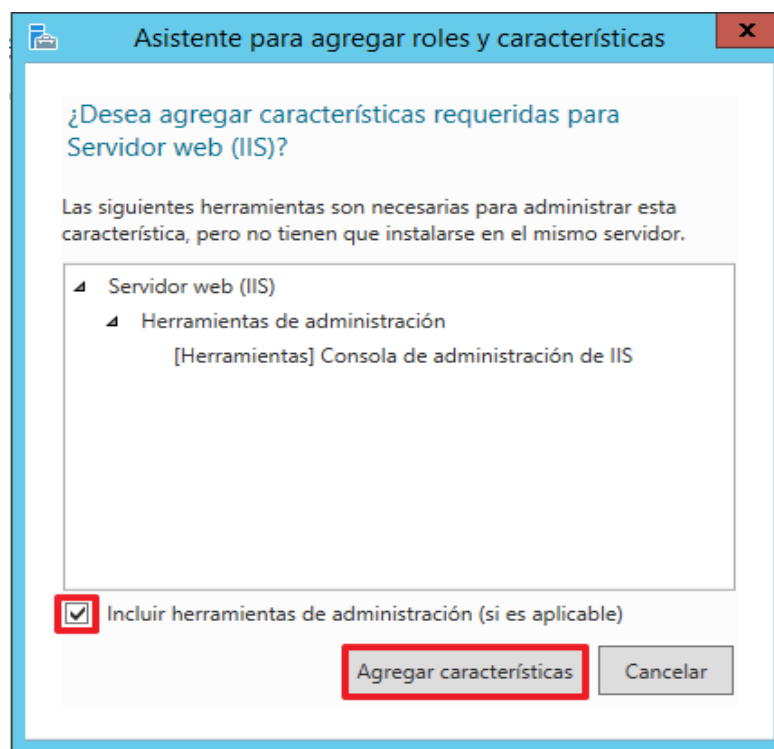 Asistente para agregar roles y características
x
¿Desea agregar características requeridas para
Servidor web (IIS)?
Las siguientes herramientas son necesarias para administrar esta
característica, pero no tienen que instalarse en el mismo servidor.
Servidor web (IIS)
Herramientas de administración
[Herramientas] Consola de administración de IIS
Incluir herramientas de administración (si es aplicable)
Agregar características
Cancelar